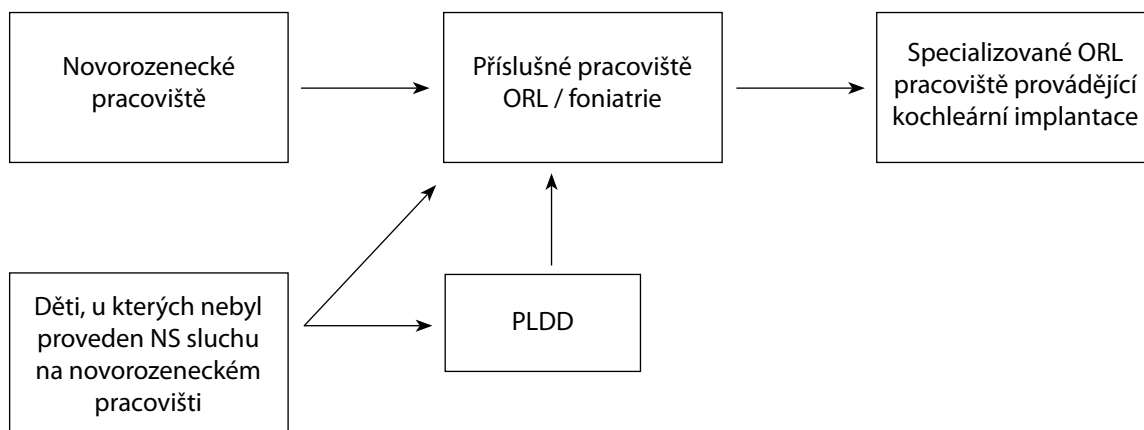 Novorozenecké
pracoviště
Příslušné pracoviště
ORL / foniatrie
Specializované ORL
pracoviště provádějící
kochleární implantace
Děti, u kterých nebyl
proveden NS sluchu
na novorozeneckém
pracovišti
PLDD